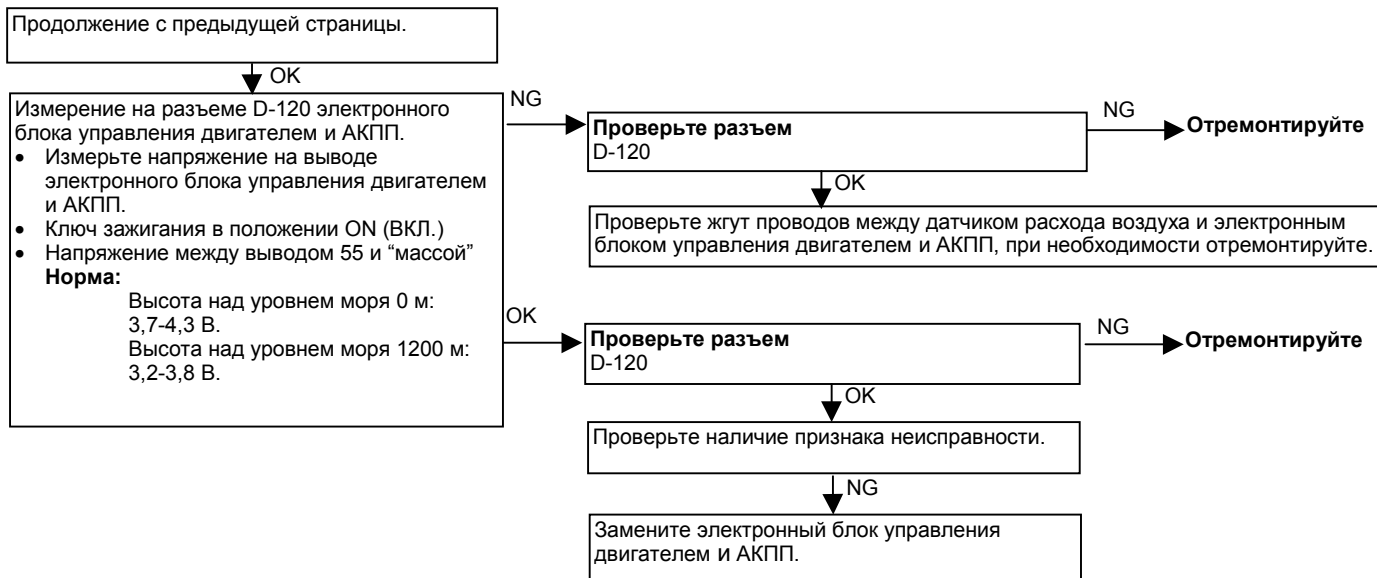 Продолжение с предыдущей страницы.
OK
Измерение на разъеме D-120 электронного
блока управления двигателем и АКПП.
• Измерьте напряжение на выводе
электронного блока управления двигателем
и АКПП.
• Ключ зажигания в положении ON (ВКЛ.)
• Напряжение между выводом 55 и “массой”
Норма:
Высота над уровнем моря 0 м:
3,7-4,3 В.
Высота над уровнем моря 1200 м:
3,2-3,8 В.
NG
Проверьте разъем
D-120
NG
Отремонтируйте
OK
Проверьте жгут проводов между датчиком расхода воздуха и электронным
блоком управления двигателем и АКПП, при необходимости отремонтируйте.
OK
Проверьте разъем
D-120
NG
Отремонтируйте
OK
Проверьте наличие признака неисправности.
NG
Замените электронный блок управления
двигателем и АКПП.